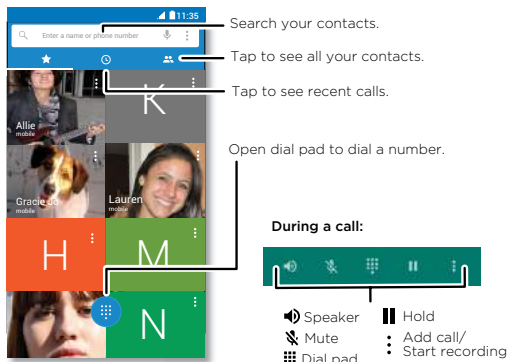 11:35
Search your contacts.
Enter a name or phone number
Tap to see all your contacts.
Tap to see recent calls.
Allie
mobile
K
Open dial pad to dial a number.
Gracie Jo
mobile
Lauren
mobile
During a call:
H
M
N
Speaker
Hold
Mute
Add call/
Start recording
Dial pad